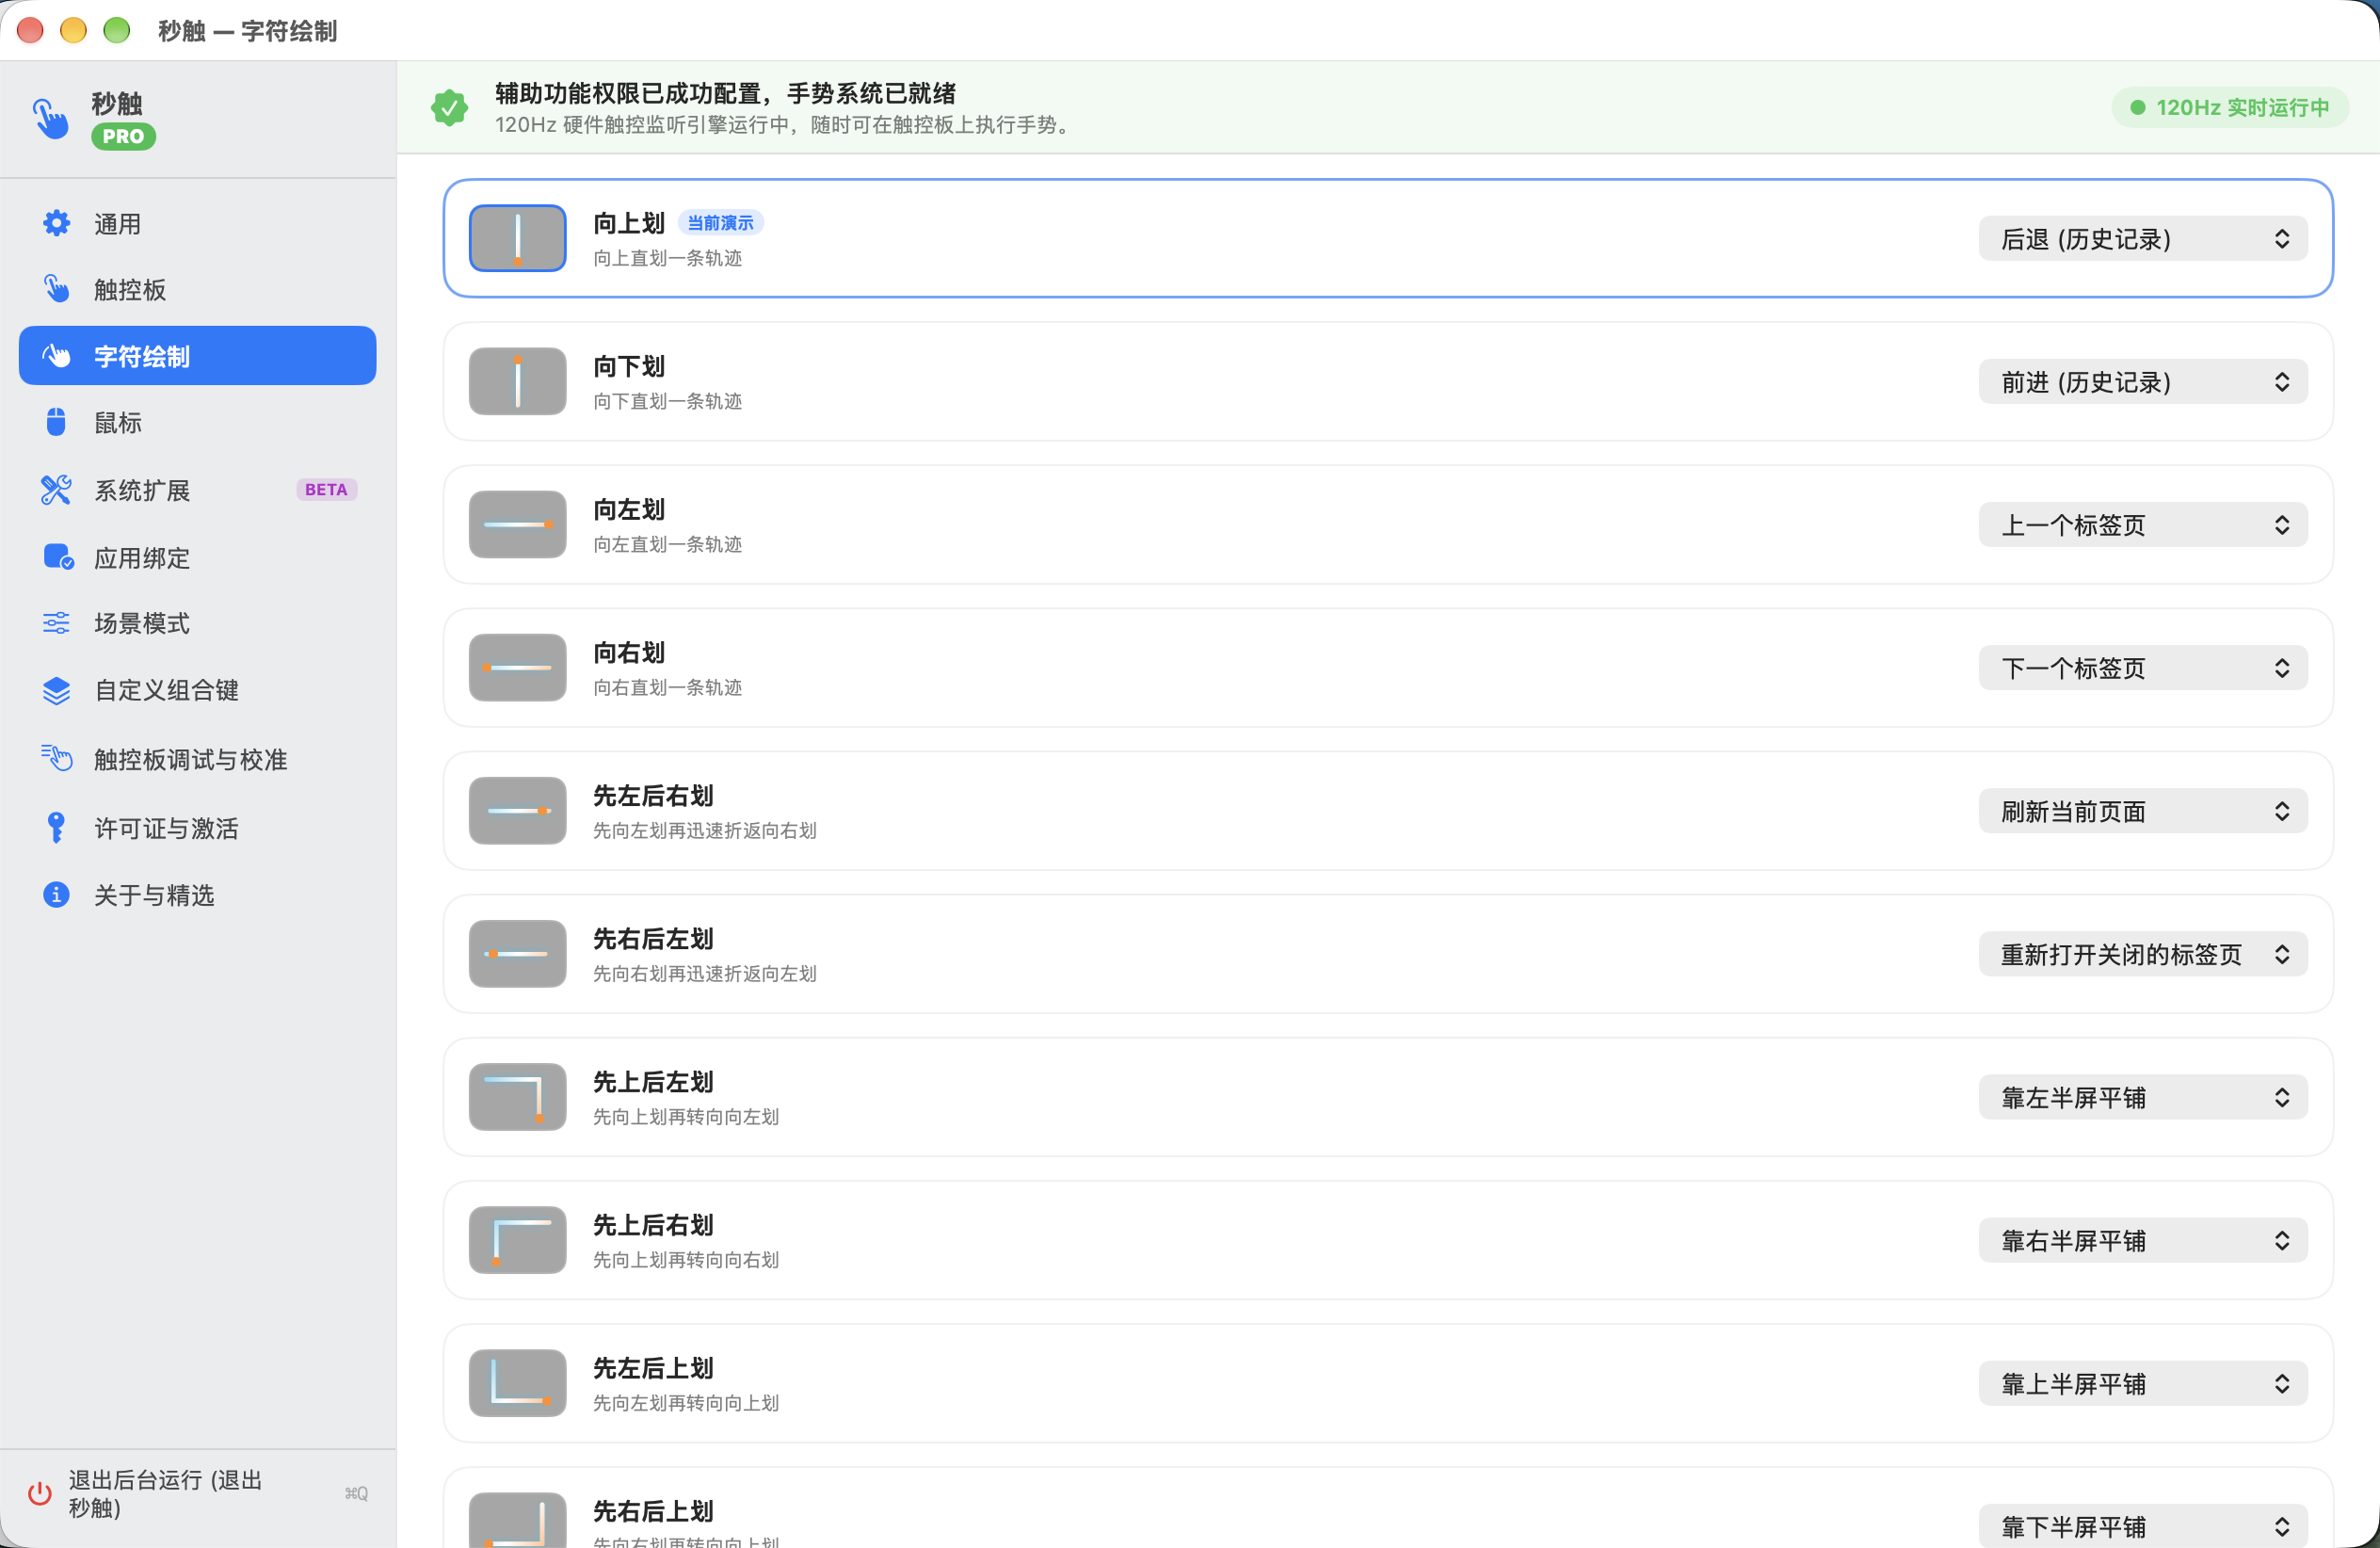 秒触 — 字符绘制
秒触
PRO
通用
触控板
字符绘制
鼠标
系统扩展
BETA
应用绑定
场景模式
自定义组合键
触控板调试与校准
许可证与激活
关于与精选
退出后台运行 (退出
秒触)
⌘Q
辅助功能权限已成功配置，手势系统已就绪
120Hz 硬件触控监听引擎运行中，随时可在触控板上执行手势。
120Hz 实时运行中
向上划 当前演示
向上直划一条轨迹
后退 (历史记录)
向下划
向下直划一条轨迹
前进 (历史记录)
向左划
向左直划一条轨迹
上一个标签页
向右划
向右直划一条轨迹
下一个标签页
先左后右划
先向左划再迅速折返向右划
刷新当前页面
先右后左划
先向右划再迅速折返向左划
重新打开关闭的标签页
先上后左划
先向上划再转向向左划
靠左半屏平铺
先上后右划
先向上划再转向向右划
靠右半屏平铺
先左后上划
先向左划再转向向上划
靠上半屏平铺
先右后上划
先向右划再转向向上划
靠下半屏平铺